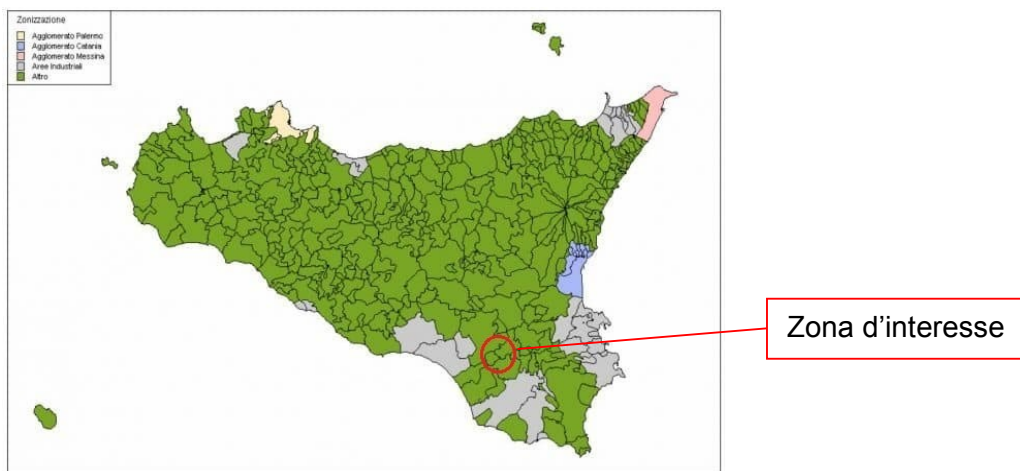 Zonizzazione
Agglomerato Palermo
Agglomerato Catania
Agglomerato Messina
Aree Industriali
Altro
Zona d’interesse